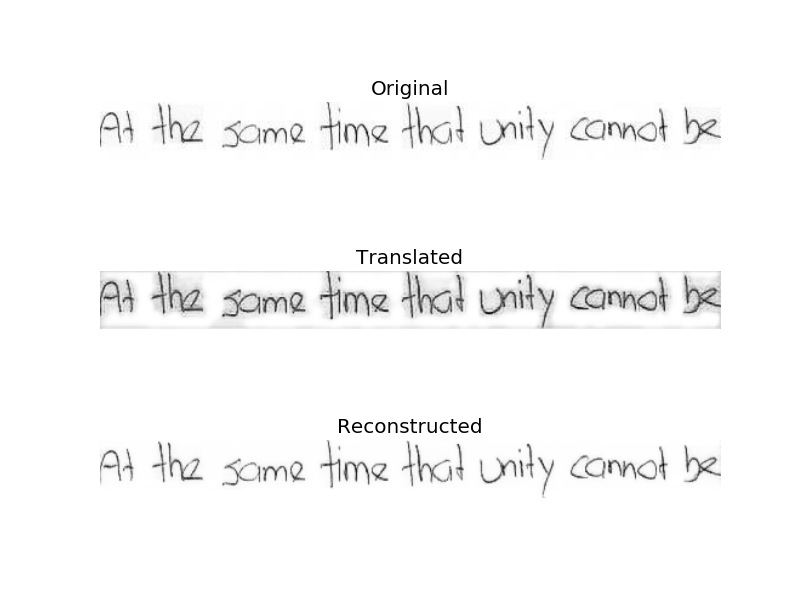 Original
At the same time that unity cannot be
Translated
At the same time that unity cannot be
Reconstructed
At the same time that unity cannot be